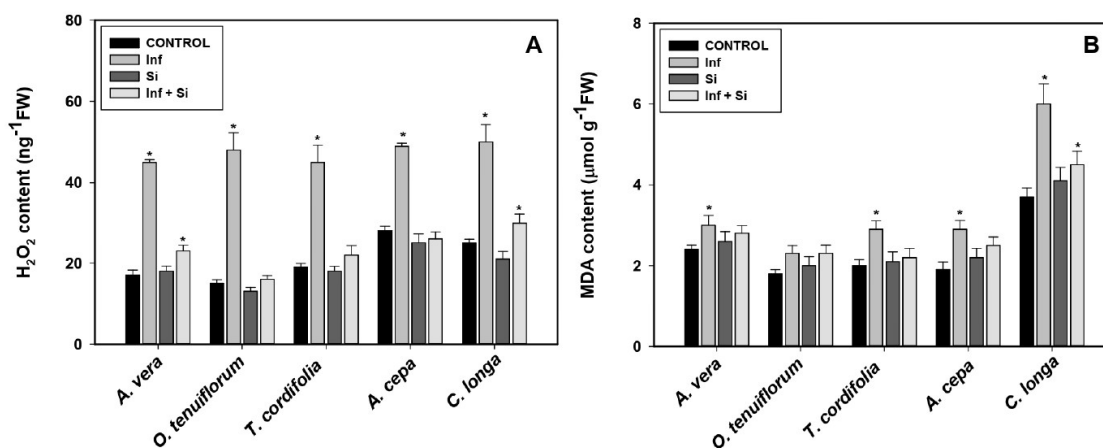 A
H₂O₂ content (ng⁻¹FW)
80
60
40
20
0
CONTROL
Inf
Si
Inf + Si
*
*
*
*
*
*
*
A. vera
O. tenuiflorum
T. cordifolia
A. cepa
C. longa
B
MDA content (μmol g⁻¹FW)
8
6
4
2
0
CONTROL
Inf
Si
Inf + Si
*
*
*
*
*
A. vera
O. tenuiflorum
T. cordifolia
A. cepa
C. longa